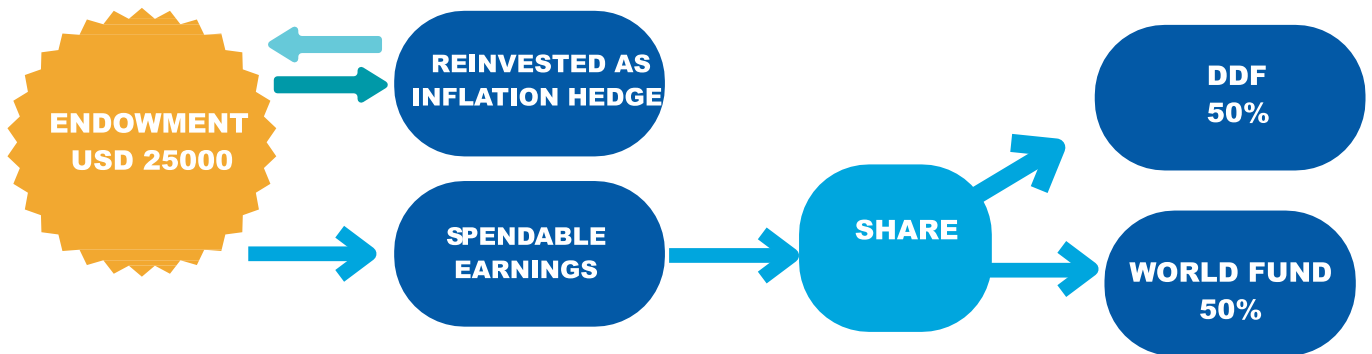 ENDOWMENT
USD 25000
REINVESTED AS
INFLATION HEDGE
SPENDABLE
EARNINGS
SHARE
DDF
50%
WORLD FUND
50%